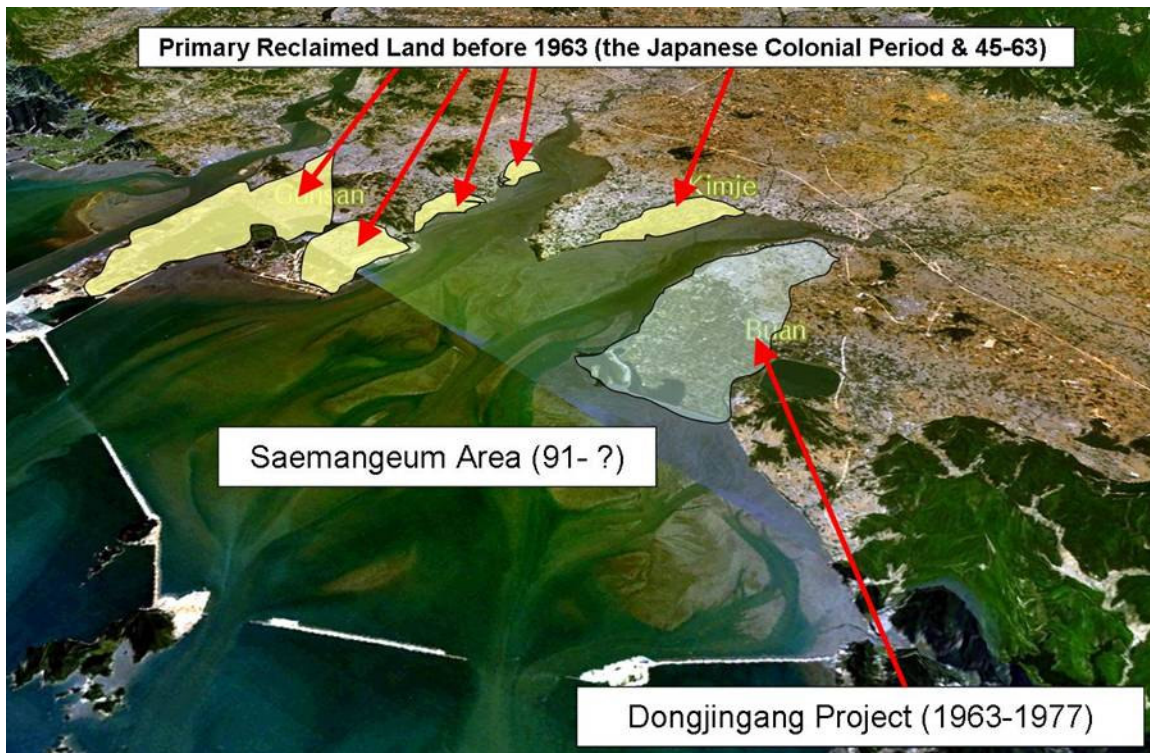 Primary Reclaimed Land before 1963 (the Japanese Colonial Period & 45-63)
Gunsan
Kimje
Buan
Saemangeum Area (91- ?)
Dongjingang Project (1963-1977)